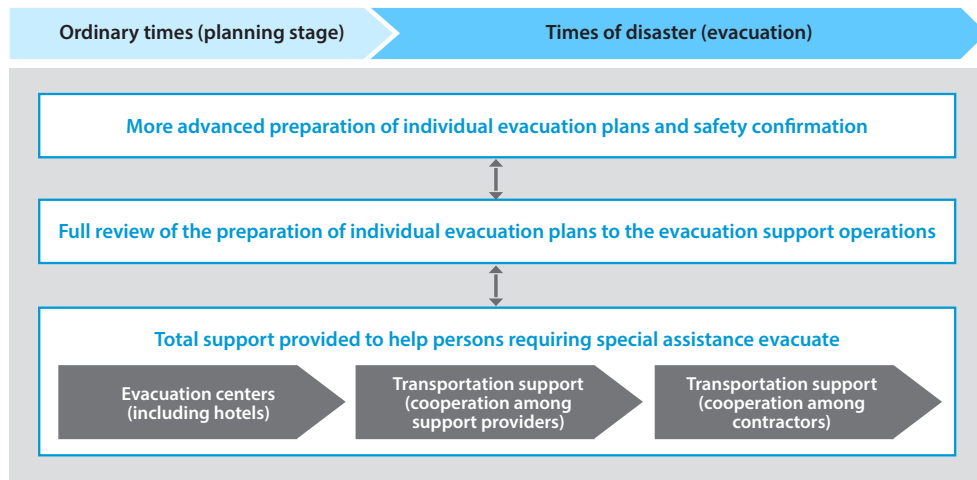 Ordinary times (planning stage)
Times of disaster (evacuation)
More advanced preparation of individual evacuation plans and safety confirmation
Full review of the preparation of individual evacuation plans to the evacuation support operations
Total support provided to help persons requiring special assistance evacuate
Evacuation centers
(including hotels)
Transportation support
(cooperation among
support providers)
Transportation support
(cooperation among
contractors)